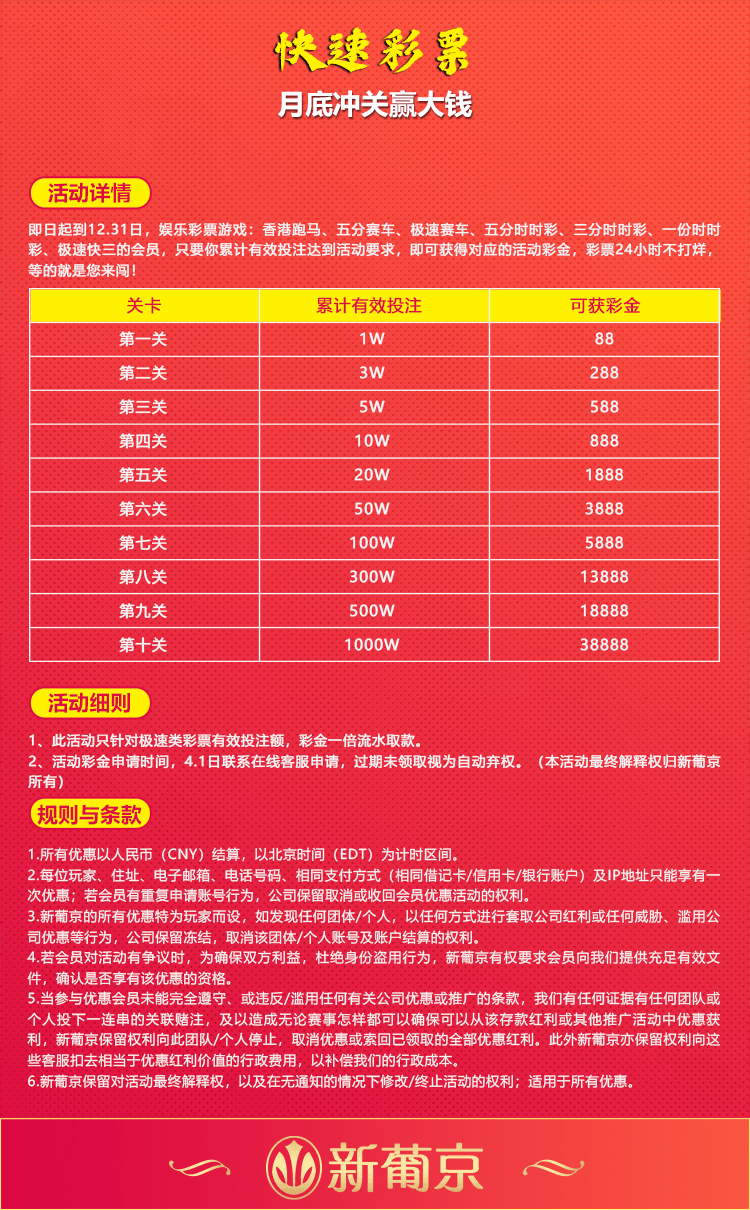 快速彩票
月底冲关赢大钱
活动详情
即日起到12.31日，娱乐彩票游戏：香港跑马、五分赛车、极速赛车、五分时时彩、三分时时彩、一份时时
彩、极速快三的会员，只要你累计有效投注达到活动要求，即可获得对应的活动彩金，彩票24小时不打烊，
等的就是您来闯！
关卡 累计有效投注 可获彩金
第一关 1W 88
第二关 3W 288
第三关 5W 588
第四关 10W 888
第五关 20W 1888
第六关 50W 3888
第七关 100W 5888
第八关 300W 13888
第九关 500W 18888
第十关 1000W 38888
活动细则
1、此活动只针对极速类彩票有效投注额，彩金一倍流水取款。
2、活动彩金申请时间，4.1日联系在线客服申请，过期未领取视为自动弃权。（本活动最终解释权归新葡京
所有）
规则与条款
1.所有优惠以人民币（CNY）结算，以北京时间（EDT）为计时区间。
2.每位玩家、住址、电子邮箱、电话号码、相同支付方式（相同借记卡/信用卡/银行账户）及IP地址只能享有一
次优惠；若会员有重复申请账号行为，公司保留取消或收回会员优惠活动的权利。
3.新葡京的所有优惠特为玩家而设，如发现任何团体/个人，以任何方式进行套取公司红利或任何威胁、滥用公
司优惠等行为，公司保留冻结，取消该团体/个人账号及账户结算的权利。
4.若会员对活动有争议时，为确保双方利益，杜绝身份盗用行为，新葡京有权要求会员向我们提供充足有效文
件，确认是否享有该优惠的资格。
5.当参与优惠会员未能完全遵守、或违反/滥用任何有关公司优惠或推广的条款，我们有任何证据有任何团队或
个人投下一连串的关联赌注，及以造成无论赛事怎样都可以确保可以从该存款红利或其他推广活动中优惠获
利，新葡京保留权利向此团队/个人停止，取消优惠或索回已领取的全部优惠红利。此外新葡京亦保留权利向这
些客服扣去相当于优惠红利价值的行政费用，以补偿我们的行政成本。
6.新葡京保留对活动最终解释权，以及在无通知的情况下修改/终止活动的权利；适用于所有优惠。
新葡京